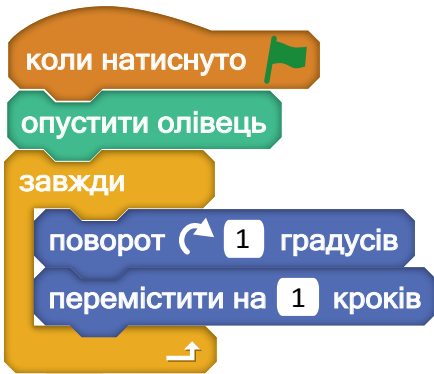 коли натиснуто
опустити олівець
завжди
поворот 1 градусів
перемістити на 1 кроків